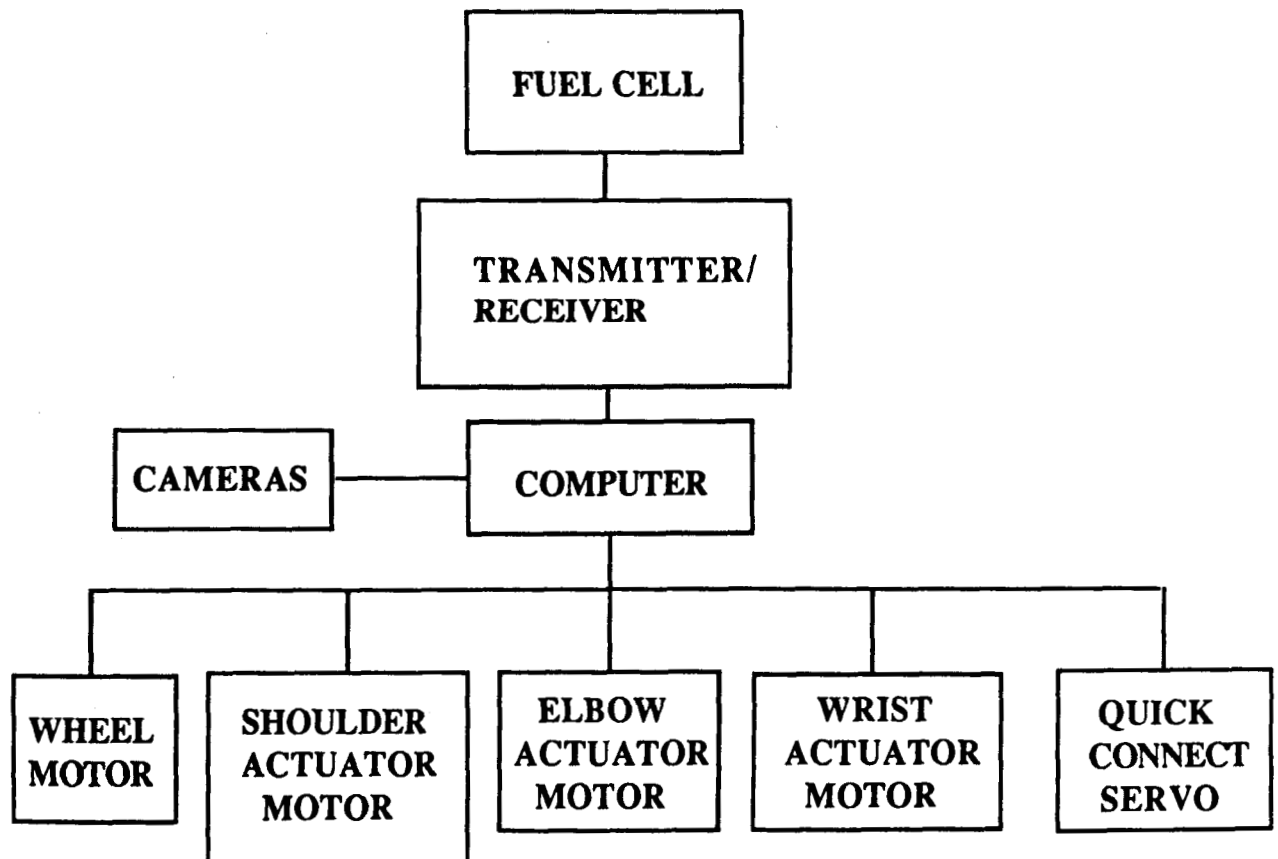 FUEL CELL
TRANSMITTER/
RECEIVER
CAMERAS
COMPUTER
WHEEL
MOTOR
SHOULDER
ACTUATOR
MOTOR
ELBOW
ACTUATOR
MOTOR
WRIST
ACTUATOR
MOTOR
QUICK
CONNECT
SERVO